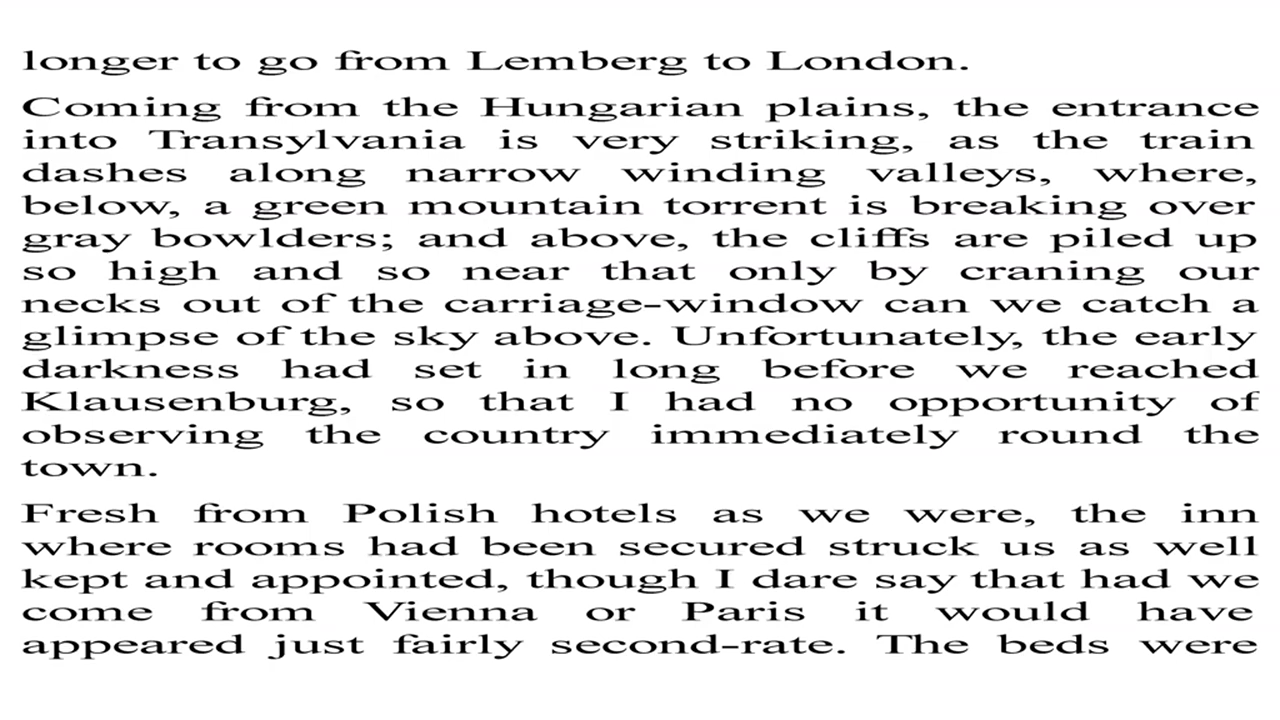 longer to go from Lemberg to London.
Coming from the Hungarian plains, the entrance
into Transylvania is very striking, as the train
dashes along narrow winding valleys, where,
below, a green mountain torrent is breaking over
gray bowlders; and above, the cliffs are piled up
so high and so near that only by craning our
necks out of the carriage-window can we catch a
glimpse of the sky above. Unfortunately, the early
darkness had set in long before we reached
Klausenburg, so that I had no opportunity of
observing the country immediately round the
town.
Fresh from Polish hotels as we were, the inn
where rooms had been secured struck us as well
kept and appointed, though I dare say that had we
come from Vienna or Paris it would have
appeared just fairly second-rate. The beds were